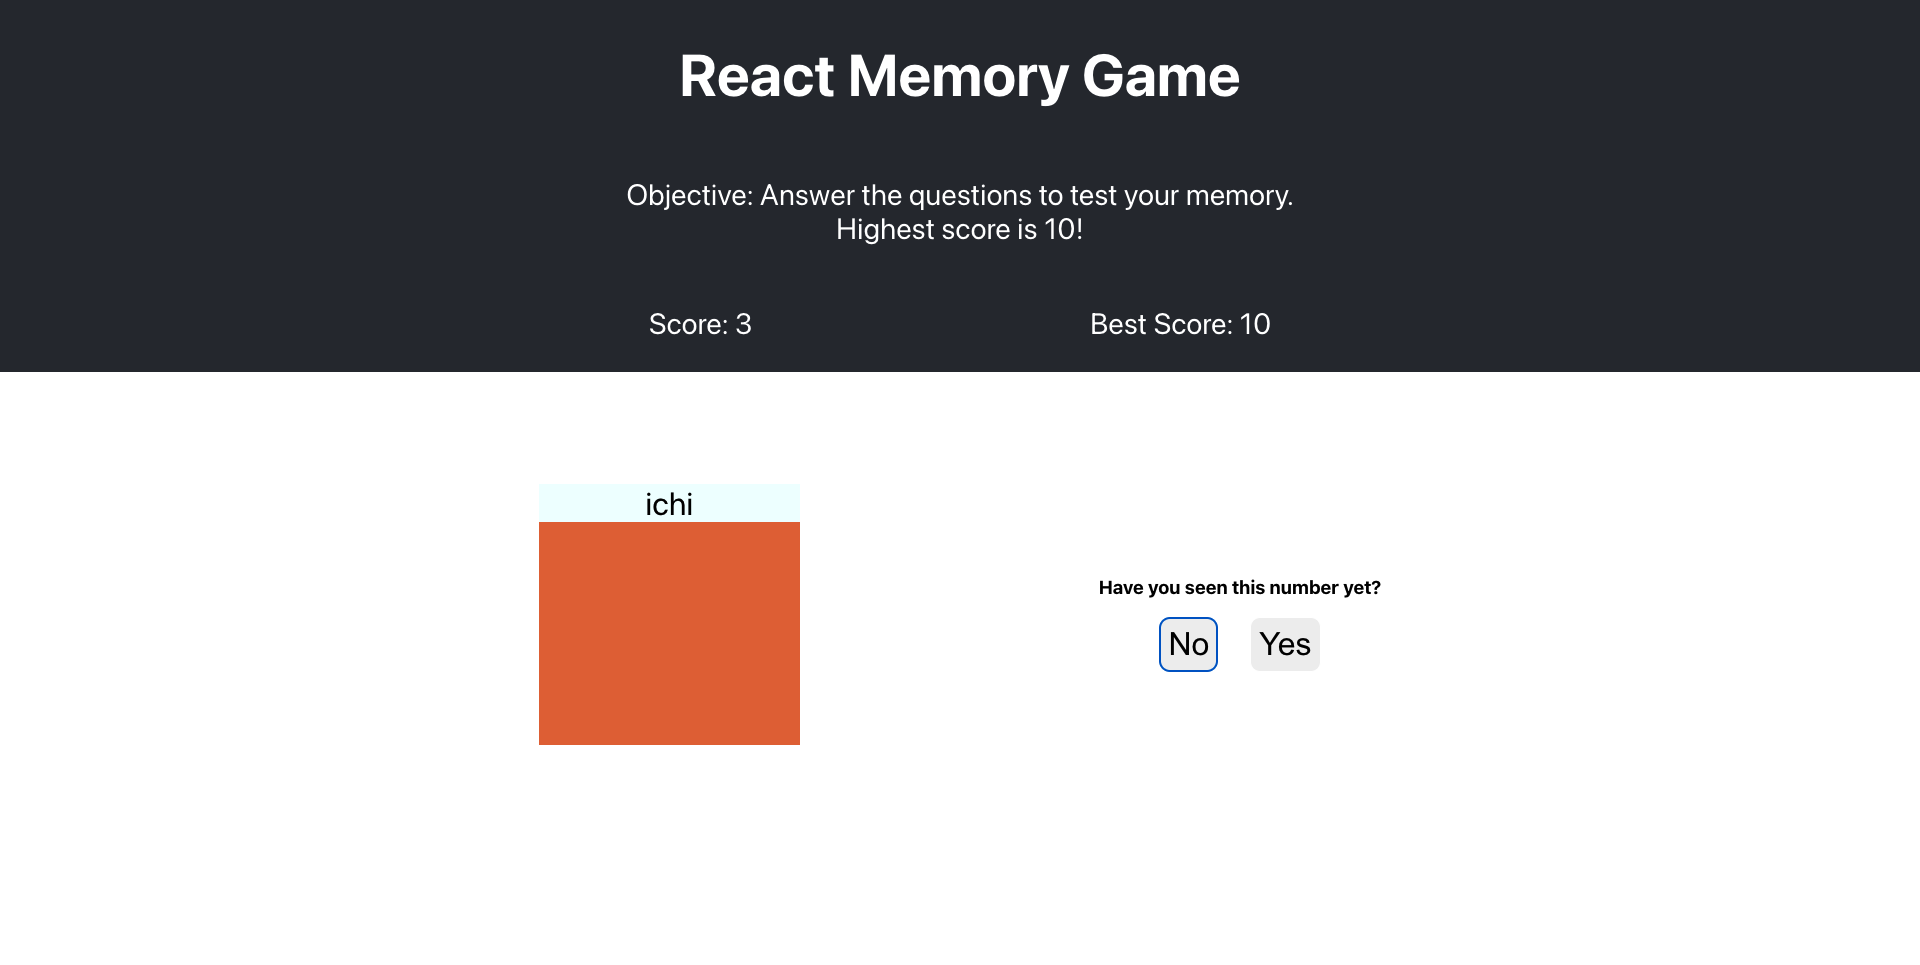 React Memory Game
Objective: Answer the questions to test your memory.
Highest score is 10!
Score: 3
Best Score: 10
ichi
Have you seen this number yet?
No
Yes